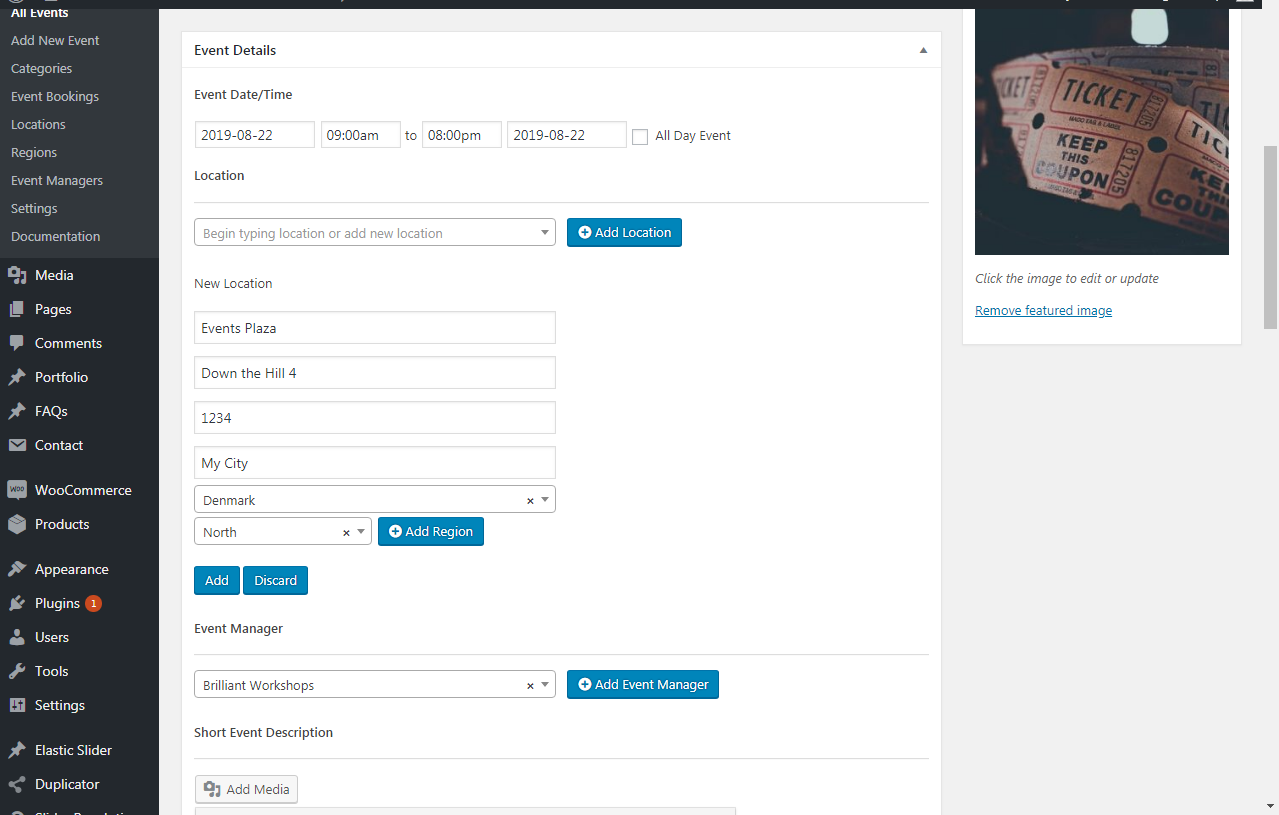 All Events
Add New Event
Categories
Event Bookings
Locations
Regions
Event Managers
Settings
Documentation
Media
Pages
Comments
Portfolio
FAQs
Contact
WooCommerce
Products
Appearance
Plugins 1
Users
Tools
Settings
Elastic Slider
Duplicator
Event Details
Event Date/Time
2019-08-22 09:00am to 08:00pm 2019-08-22 All Day Event
Location
Begin typing location or add new location Add Location
New Location
Events Plaza
Down the Hill 4
1234
My City
Denmark ×
North × Add Region
Add Discard
Event Manager
Brilliant Workshops × Add Event Manager
Short Event Description
Add Media
TICKET
KEEP
THIS
COUPON
817205
Click the image to edit or update
Remove featured image